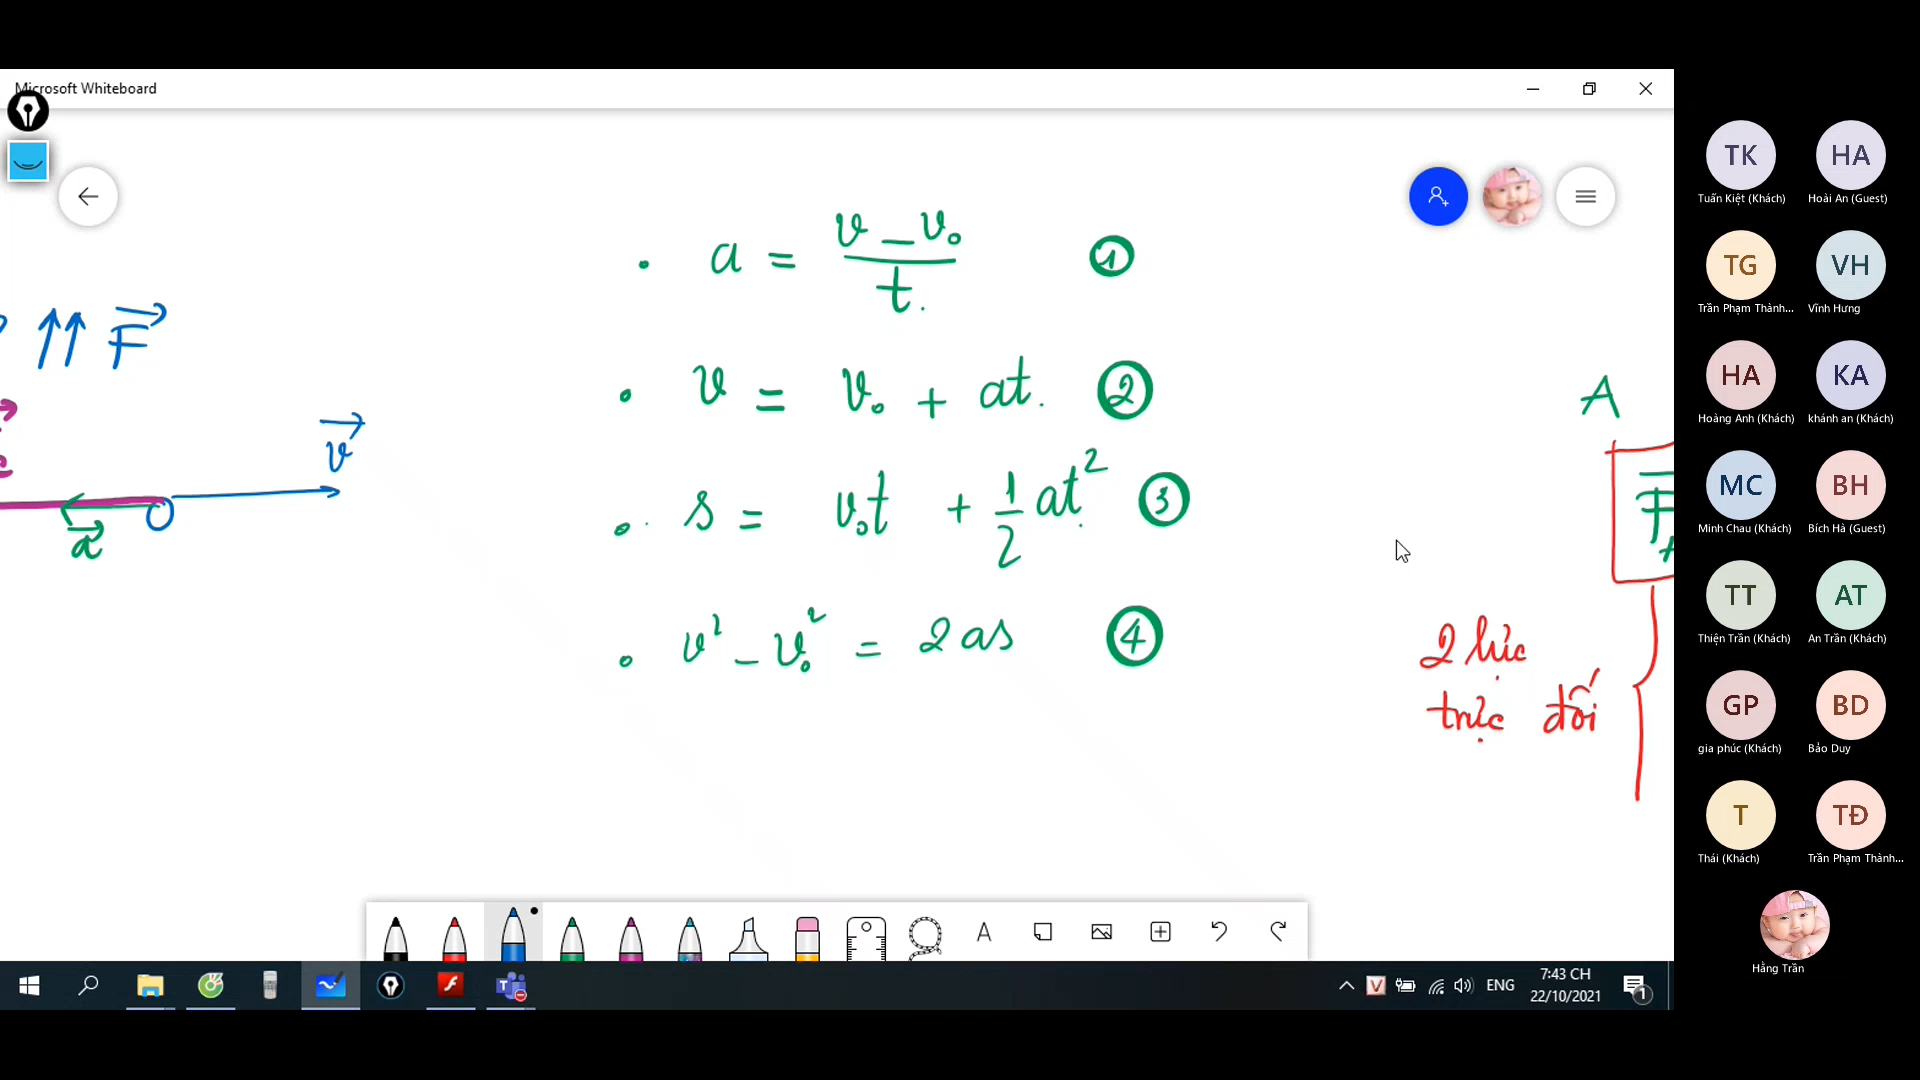 Microsoft Whiteboard
a = v - v₀ / t. ①
↑↑ F→
v = v₀ + at. ②
v→
a→
s = v₀t + 1/2 at² ③
v² - v₀² = 2as ④
A
F
2 lực
trực đối
TK
Tuấn Kiệt (Khách)
HA
Hoài An (Guest)
TG
Trần Phạm Thành...
VH
Vĩnh Hưng
HA
Hoàng Anh (Khách)
KA
khánh an (Khách)
MC
Minh Chau (Khách)
BH
Bích Hà (Guest)
TT
Thiện Trần (Khách)
AT
An Trần (Khách)
GP
gia phúc (Khách)
BD
Bảo Duy
T
Thái (Khách)
TĐ
Trần Phạm Thành...
Hằng Trần
A
ENG
7:43 CH
22/10/2021
1